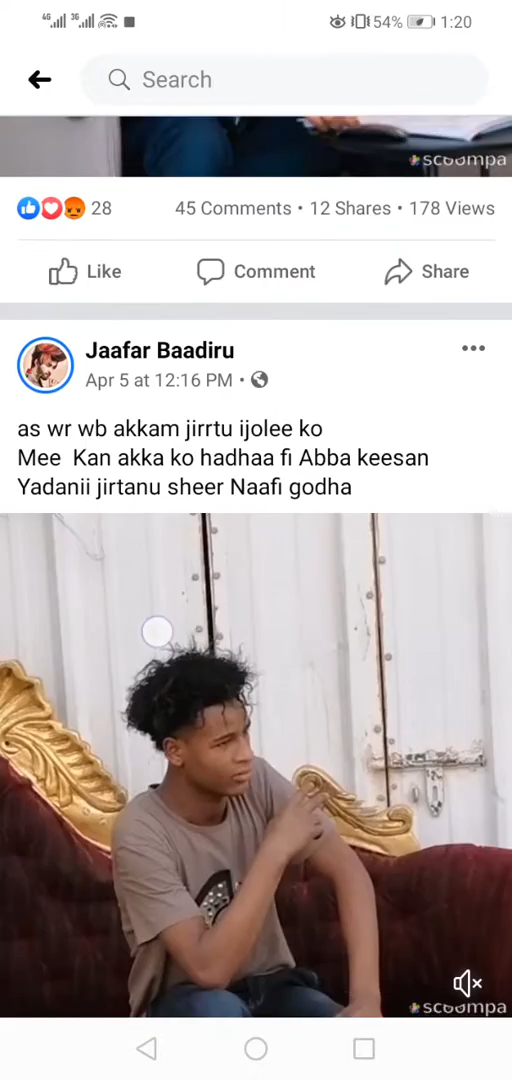 4G 3G 54% 1:20
Search
scoompa
28 45 Comments • 12 Shares • 178 Views
Like Comment Share
Jaafar Baadiru
Apr 5 at 12:16 PM •
as wr wb akkam jirrtu ijolee ko
Mee Kan akka ko hadhaa fi Abba keesan
Yadanii jirtanu sheer Naafi godha
scoompa